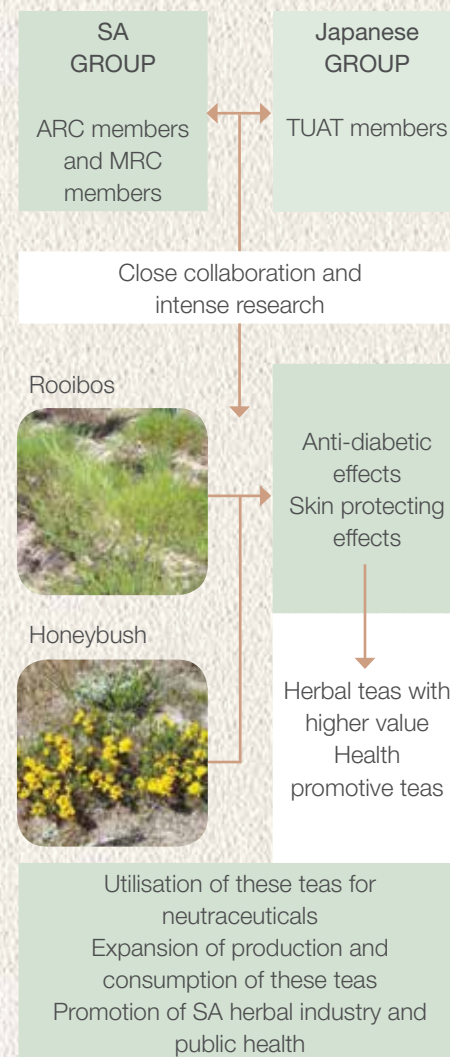 SA
GROUP
ARC members
and MRC
members
Japanese
GROUP
TUAT members
Close collaboration and
intense research
Rooibos
Anti-diabetic
effects
Skin protecting
effects
Honeybush
Herbal teas with
higher value
Health
promotive teas
Utilisation of these teas for
neutraceuticals
Expansion of production and
consumption of these teas
Promotion of SA herbal industry and
public health